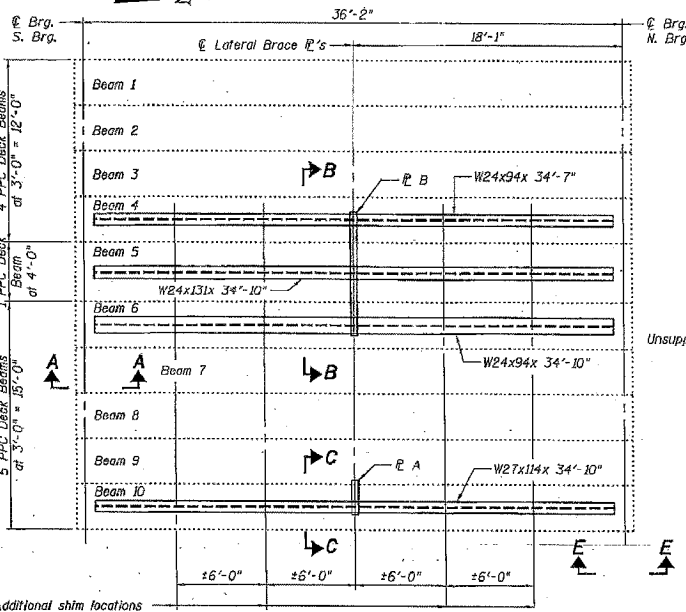 36'-2"
℄ Brg.
S. Brg.
℄ Brg.
N. Brg
℄ Lateral Brace ℞'s
18'-1"
Beam 1
Beam 2
Beam 3
B
℞ B
W24x94x 34'-7"
Beam 4
4 PPC Deck Beams
at 3'-0" = 12'-0"
Beam 5
1 PPC Deck
Beam
at 4'-0"
W24x131x 34'-10"
Beam 6
Unsupp
W24x94x 34'-10"
A
A
Beam 7
B
5 PPC Deck Beams
at 3'-0" = 15'-0"
Beam 8
Beam 9
C
℞ A
W27x114x 34'-10"
Beam 10
C
E
E
±6'-0"
±6'-0"
±6'-0"
±6'-0"
dditional shim locations